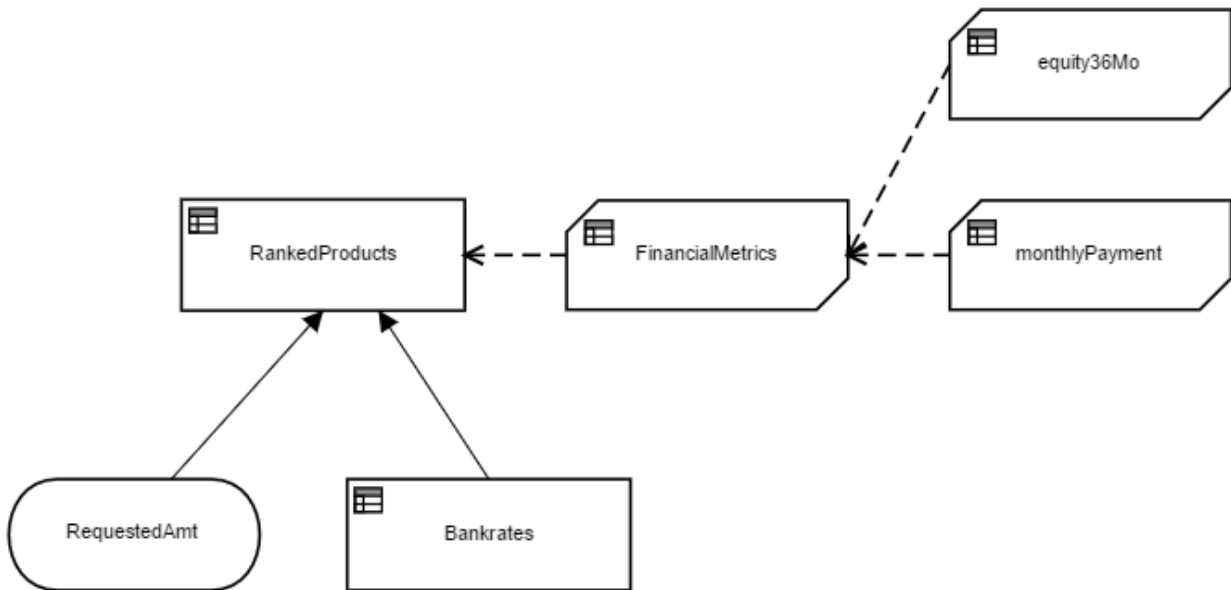 equity36Mo
RankedProducts
FinancialMetrics
monthlyPayment
RequestedAmt
Bankrates